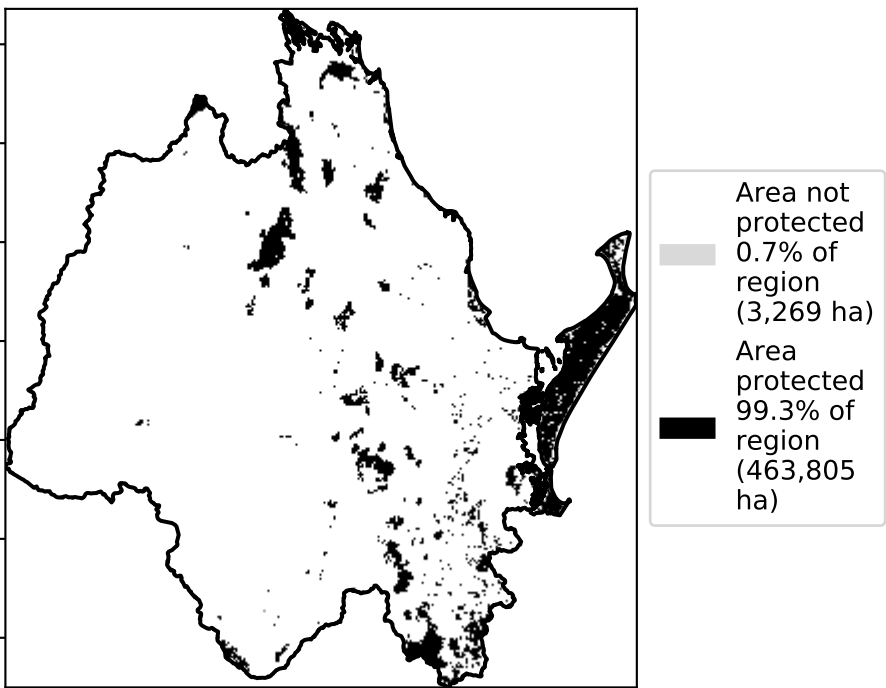 Area not
protected
0.7% of
region
(3,269 ha)
Area
protected
99.3% of
region
(463,805
ha)